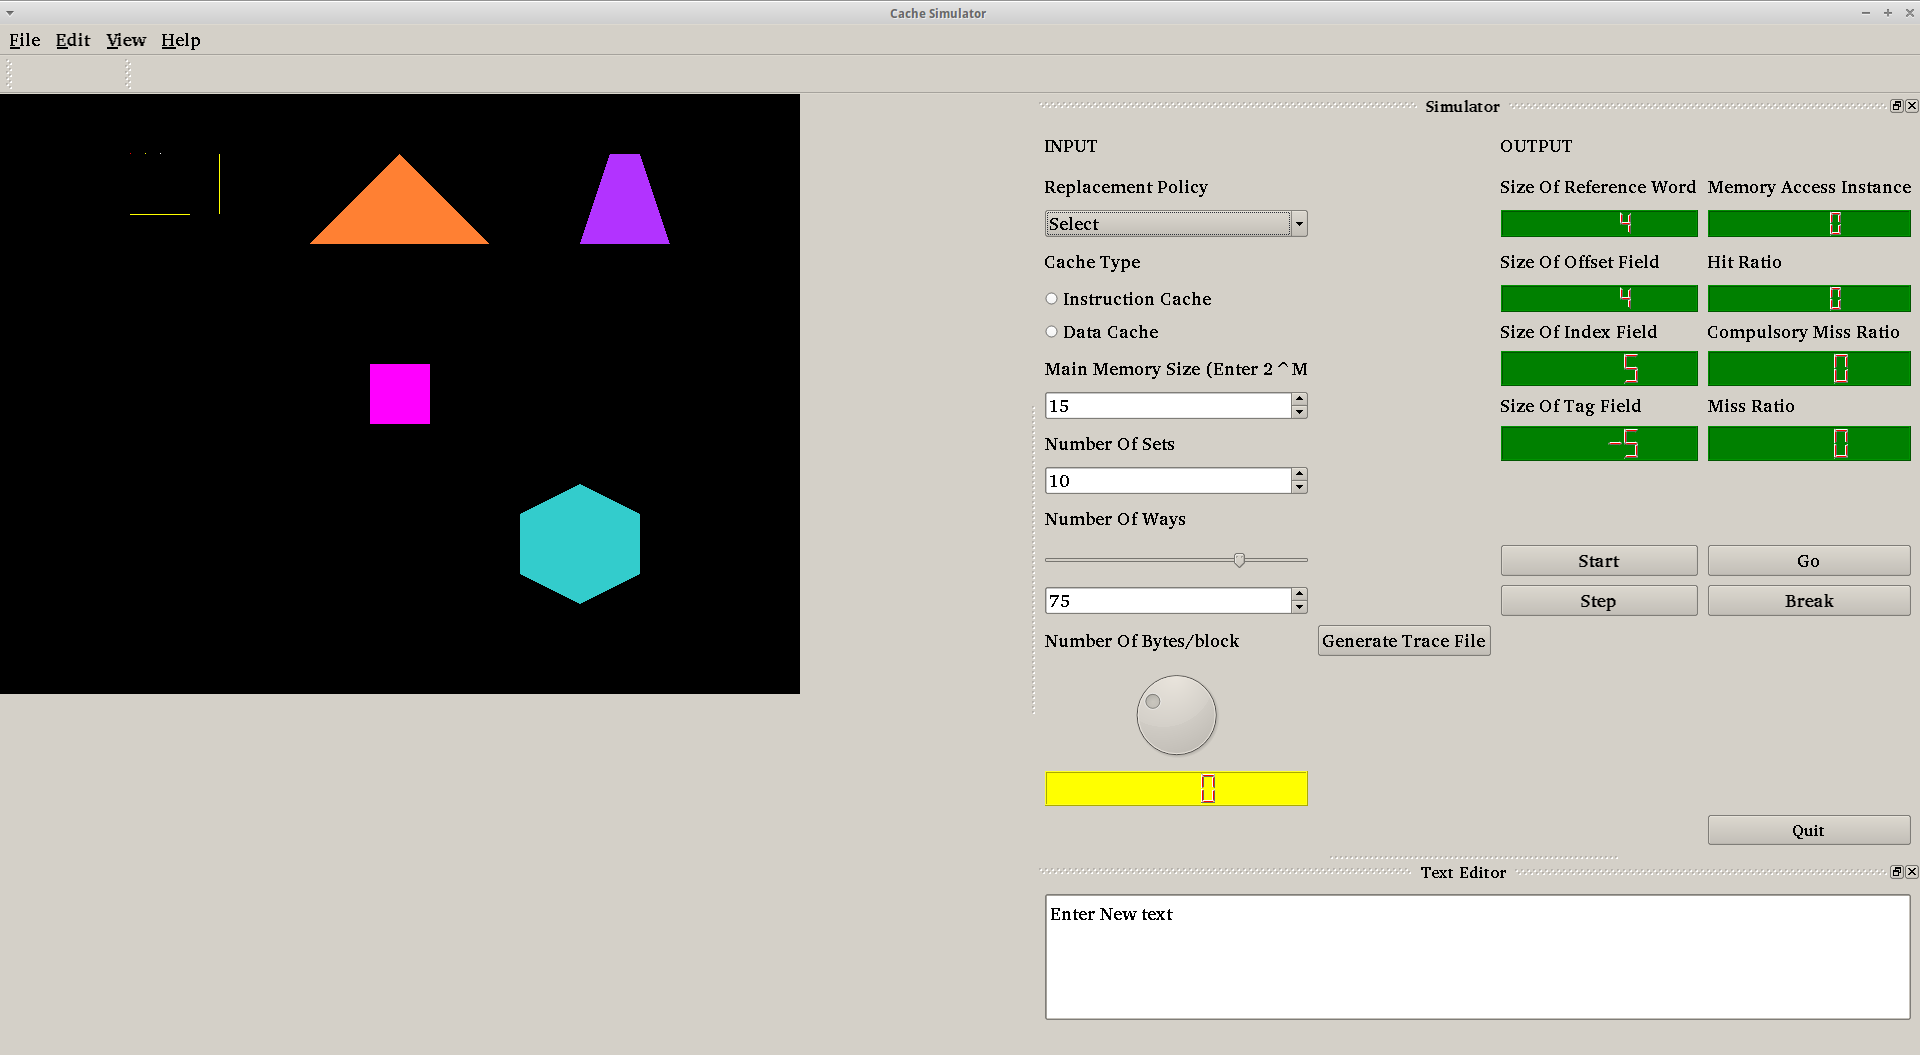 Cache Simulator
File Edit View Help
Simulator
INPUT
Replacement Policy
Select
Cache Type
Instruction Cache
Data Cache
Main Memory Size (Enter 2^M
15
Number Of Sets
10
Number Of Ways
75
Number Of Bytes/block
0
Generate Trace File
OUTPUT
Size Of Reference Word Memory Access Instance
4 0
Size Of Offset Field Hit Ratio
4 0
Size Of Index Field Compulsory Miss Ratio
5 0
Size Of Tag Field Miss Ratio
-5 0
Start Go
Step Break
Quit
Text Editor
Enter New text